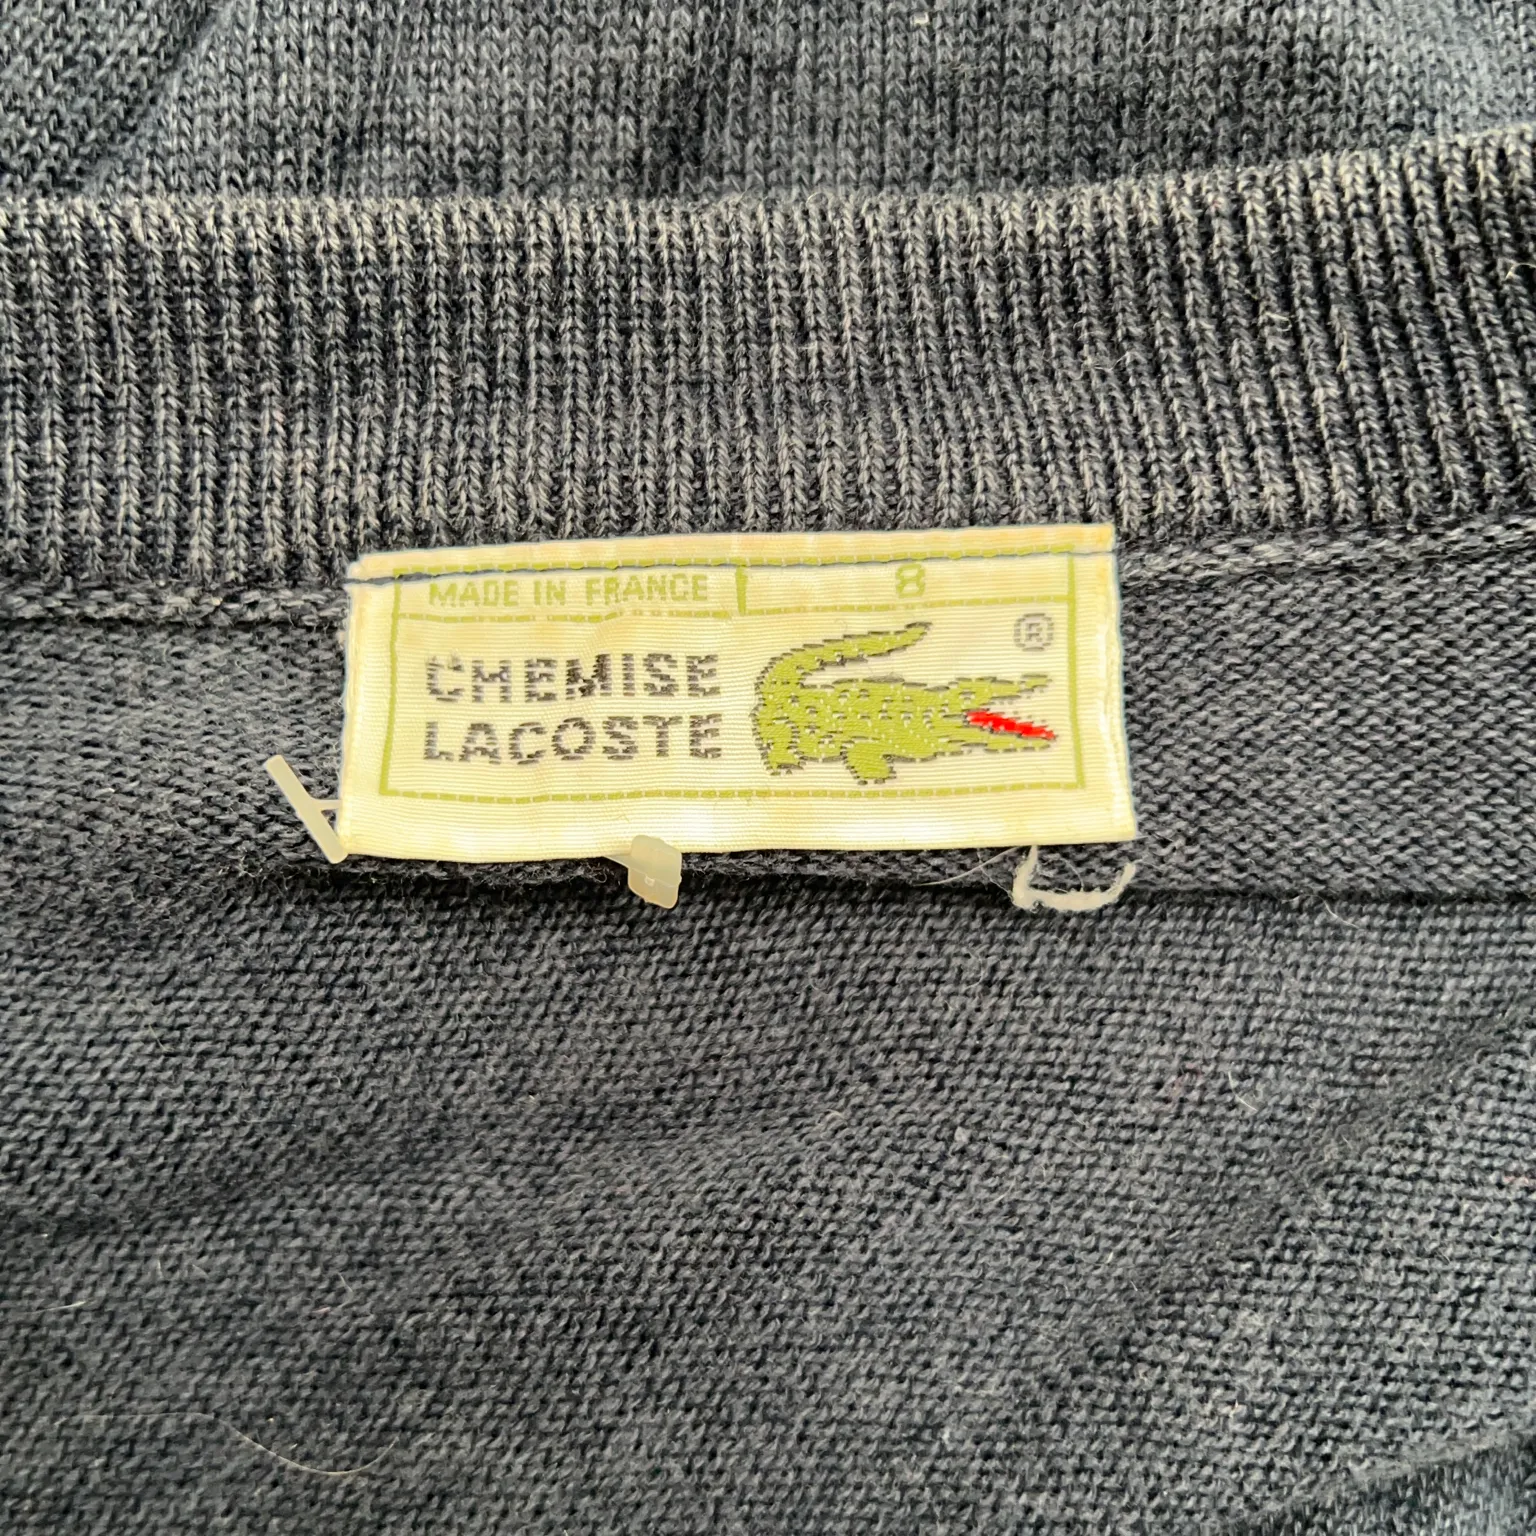 MADE IN FRANCE 8
CHEMISE ®
LACOSTE